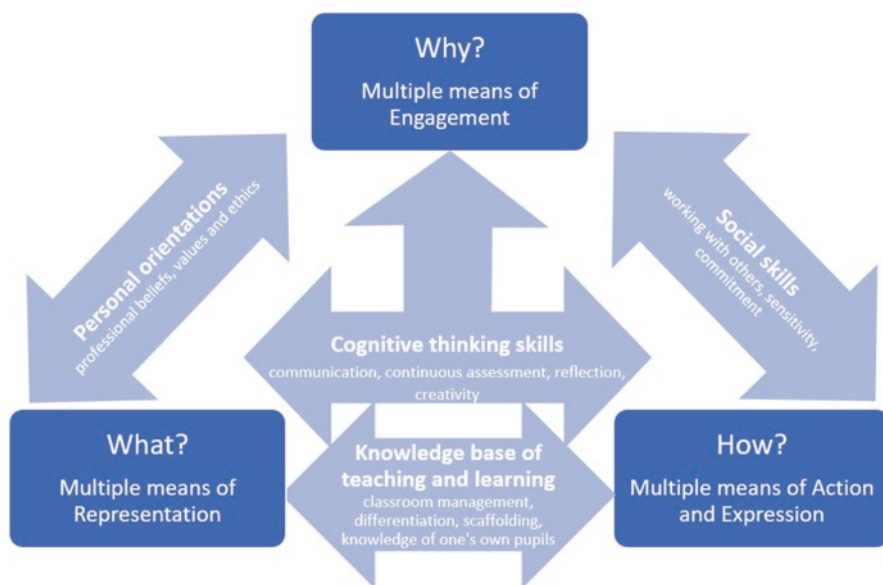 Why?
Multiple means of
Engagement
Personal orientations
professional beliefs, values and ethics
Social skills
working with others, sensitivity,
commitment
Cognitive thinking skills
communication, continuous assessment, reflection,
creativity
What?
Multiple means of
Representation
Knowledge base of
teaching and learning
classroom management,
differentiation, scaffolding,
knowledge of one's own pupils
How?
Multiple means of Action
and Expression